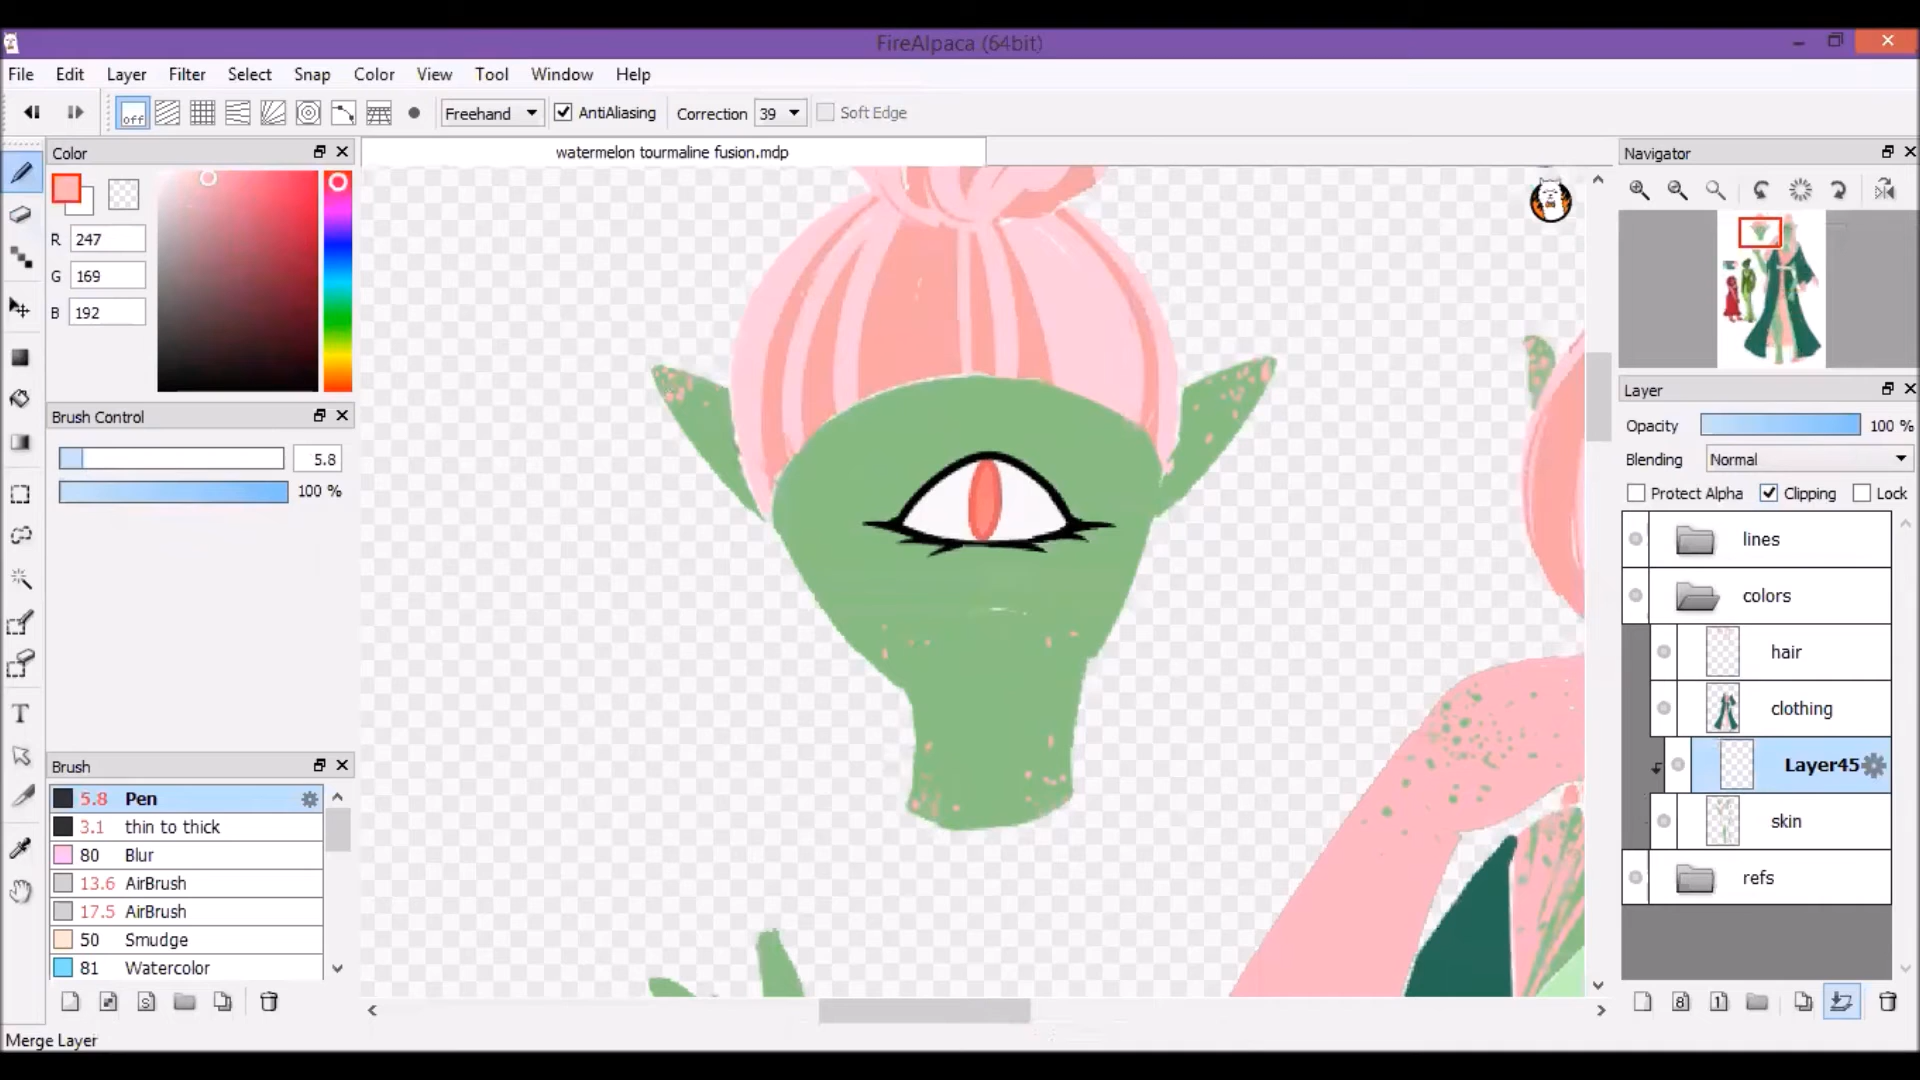 FireAlpaca (64bit)
File Edit Layer Filter Select Snap Color View Tool Window Help
off Freehand AntiAliasing Correction 39 Soft Edge
Color
watermelon tourmaline fusion.mdp
Navigator
R 247
G 169
B 192
Layer
Brush Control
Opacity 100 %
5.8
Blending Normal
100 %
Protect Alpha Clipping Lock
lines
colors
hair
clothing
Brush
Layer45
5.8 Pen
3.1 thin to thick
skin
80 Blur
13.6 AirBrush
refs
17.5 AirBrush
50 Smudge
81 Watercolor
S
8 1
T
Merge Layer